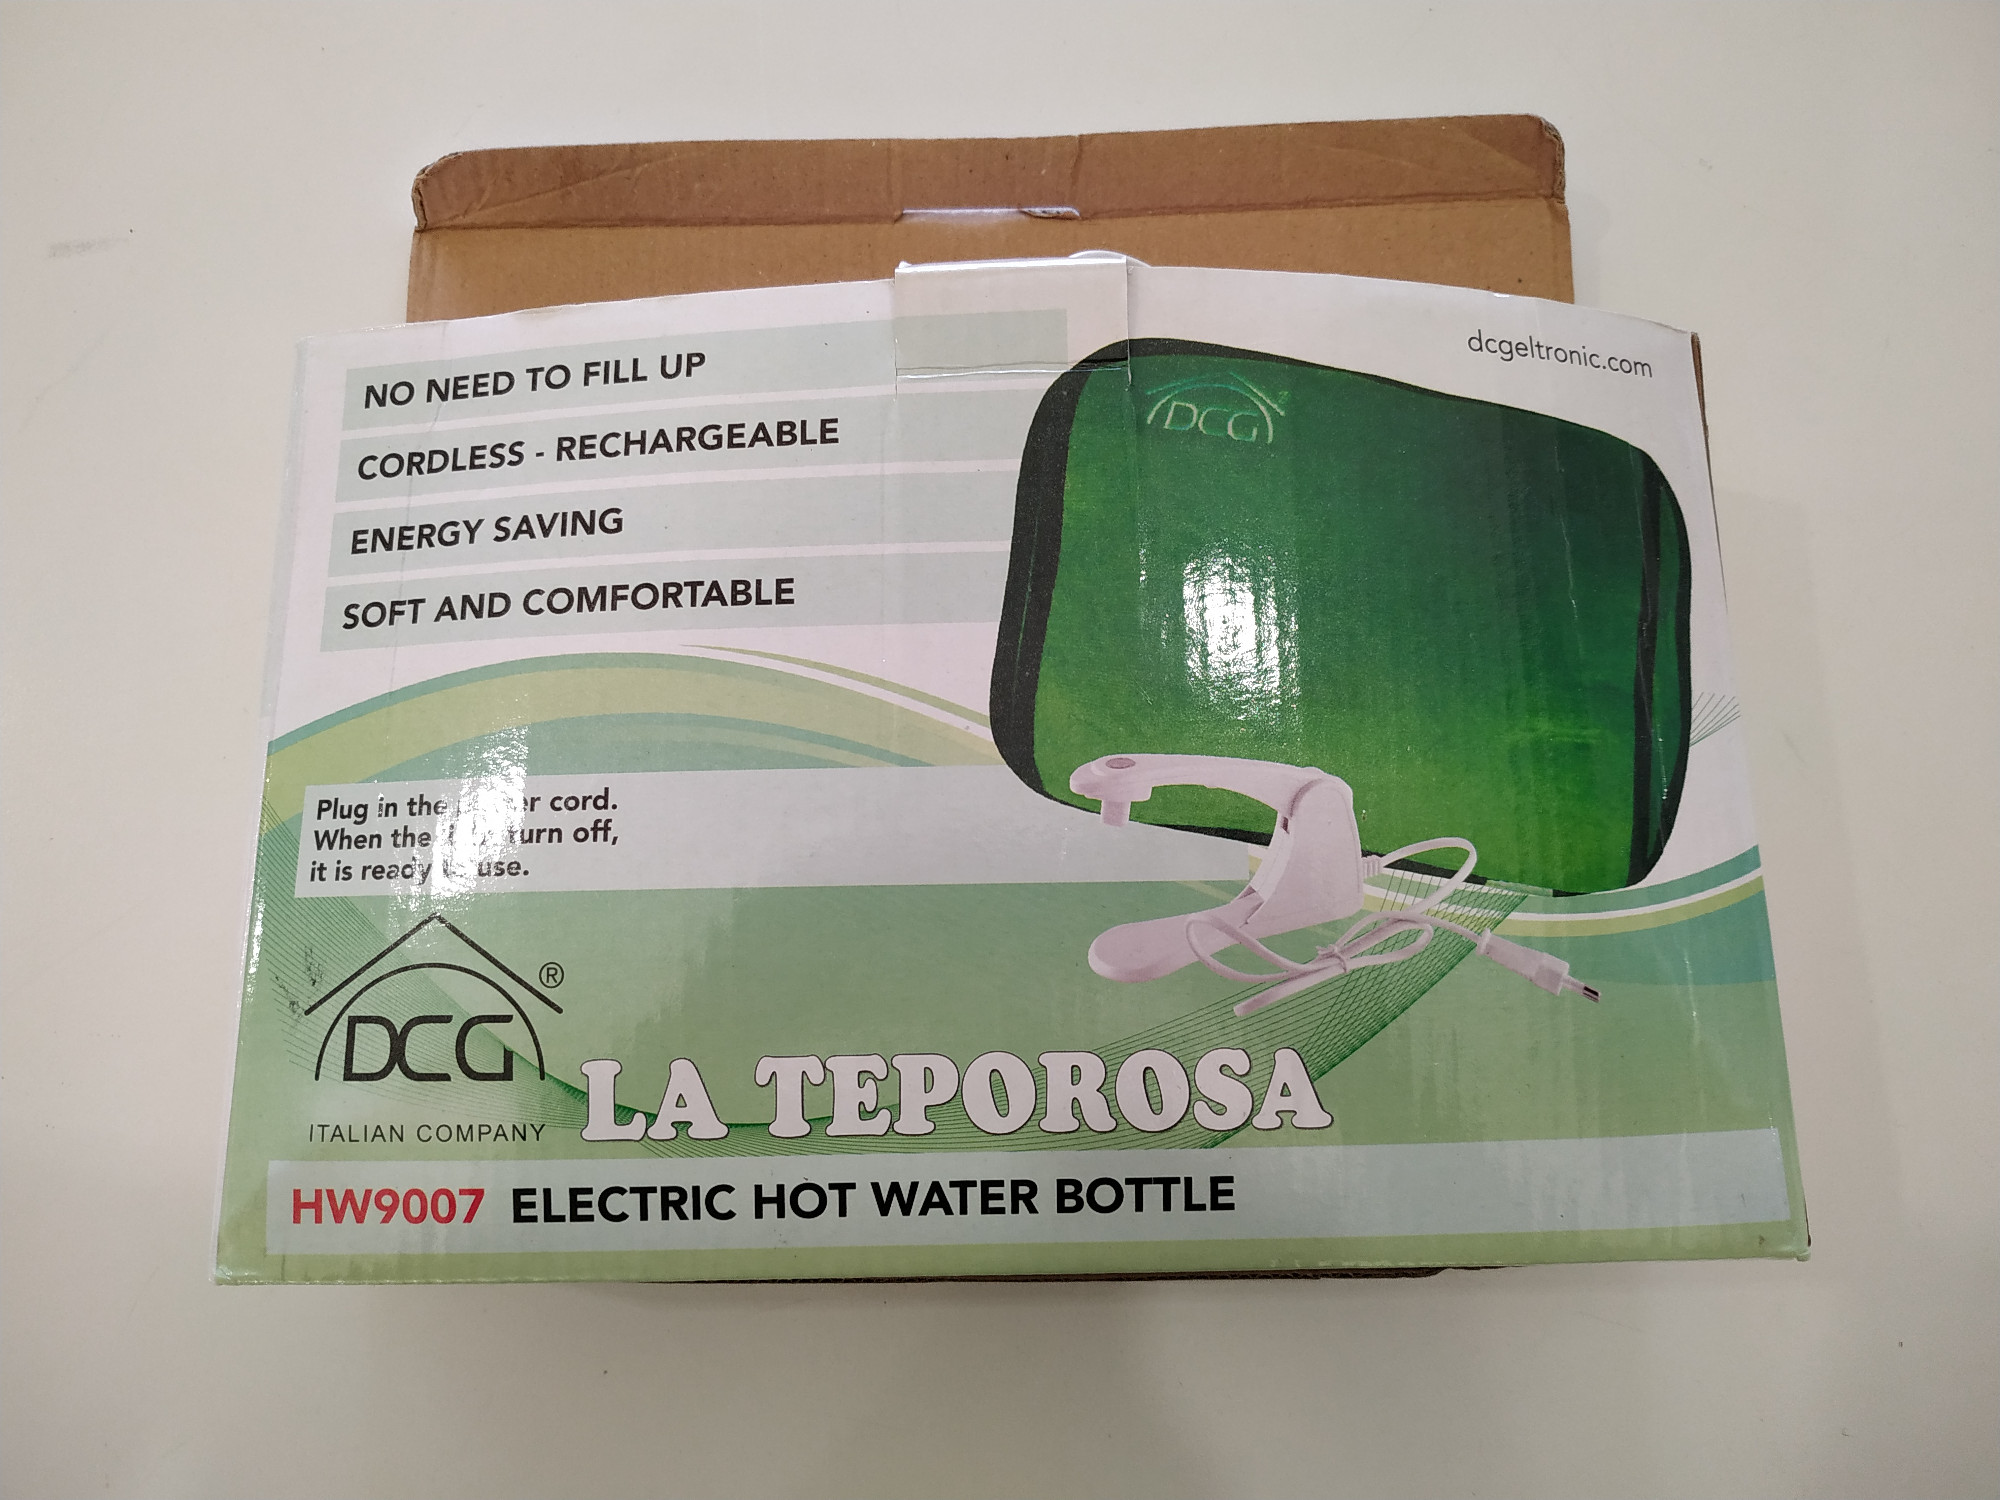 dcgeltronic.com
NO NEED TO FILL UP
CORDLESS - RECHARGEABLE
ENERGY SAVING
SOFT AND COMFORTABLE
DCG
Plug in the cord.
When the turn off,
it is ready use.
DCG®
ITALIAN COMPANY
LA TEPOROSA
HW9007 ELECTRIC HOT WATER BOTTLE